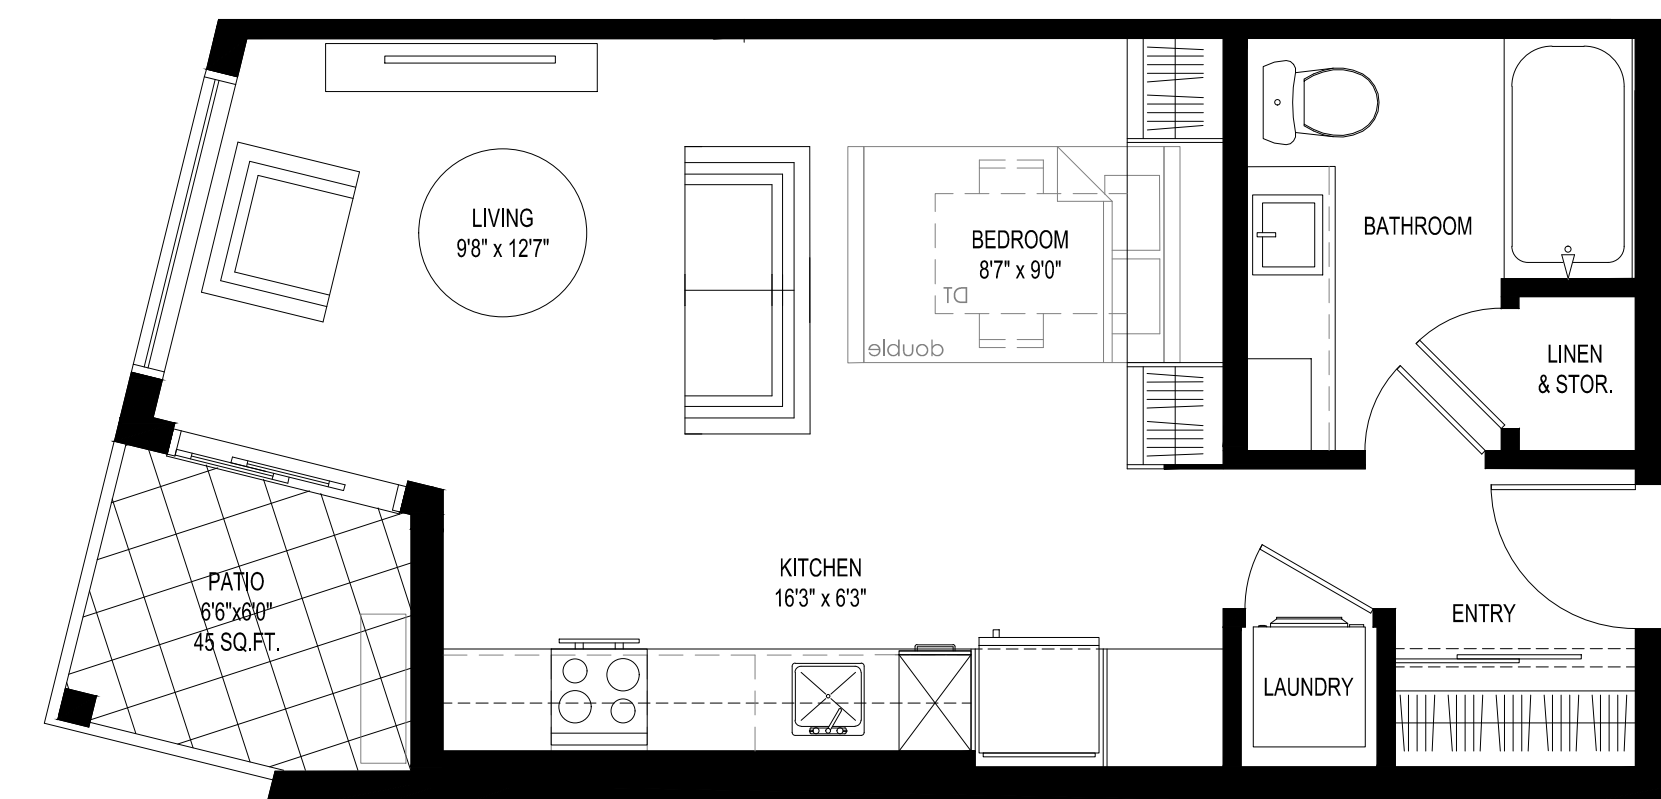 LIVING
9'8" x 12'7"
BEDROOM
8'7" x 9'0"
DT
double
BATHROOM
LINEN
& STOR.
KITCHEN
16'3" x 6'3"
PATIO
6'6"x6'0"
45 SQ.FT.
ENTRY
LAUNDRY